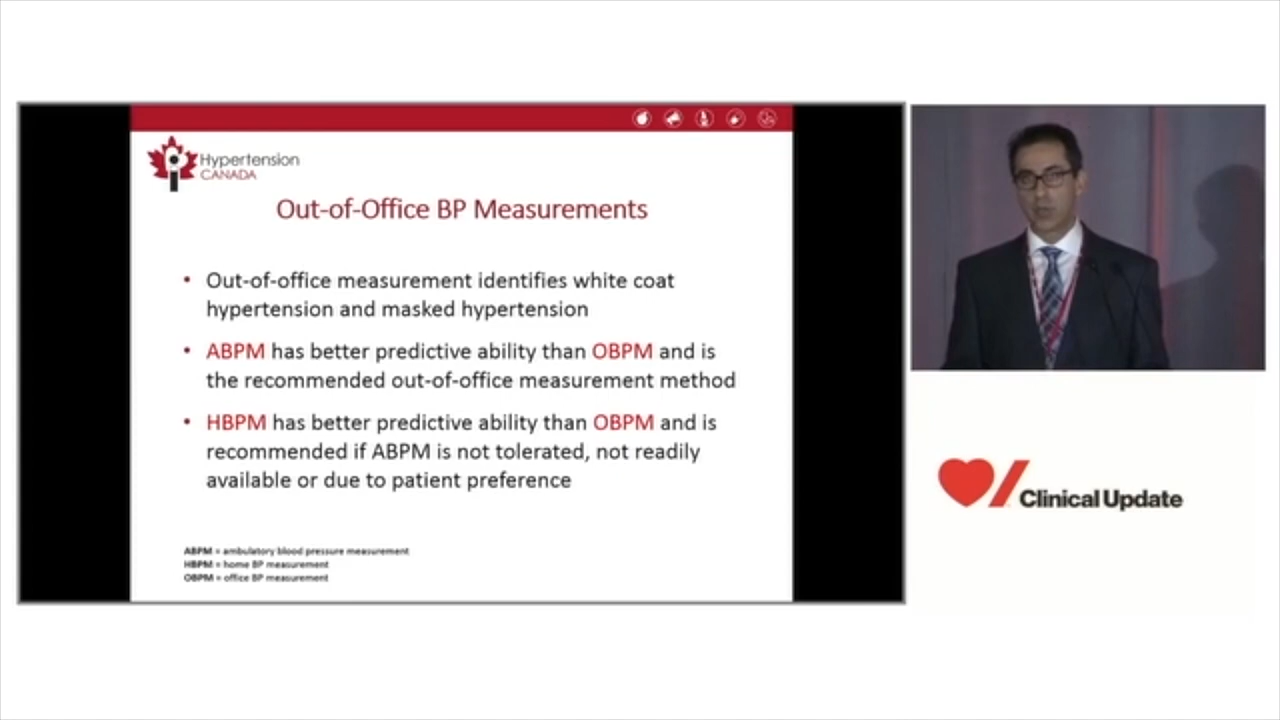 Hypertension
CANADA
Out-of-Office BP Measurements
• Out-of-office measurement identifies white coat
hypertension and masked hypertension
• ABPM has better predictive ability than OBPM and is
the recommended out-of-office measurement method
• HBPM has better predictive ability than OBPM and is
recommended if ABPM is not tolerated, not readily
available or due to patient preference
ABPM = ambulatory blood pressure measurement
HBPM = home BP measurement
OBPM = office BP measurement
Clinical Update